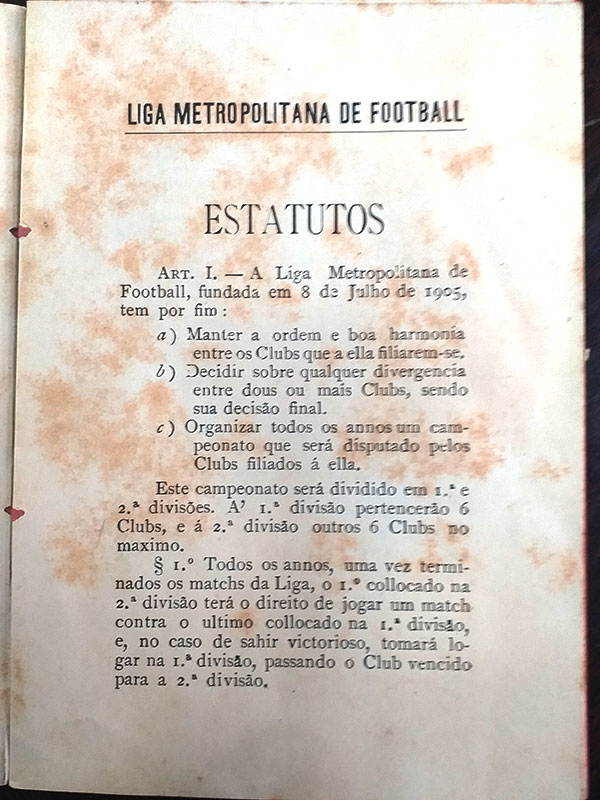 LIGA METROPOLITANA DE FOOTBALL
ESTATUTOS
ART. I. — A Liga Metropolitana de
Football, fundada em 8 de Julho de 1905,
tem por fim :
a) Manter a ordem e boa harmonia
entre os Clubs que a ella filiarem-se.
b) Decidir sobre qualquer divergencia
entre dous ou mais Clubs, sendo
sua decisão final.
c) Organizar todos os annos um cam-
peonato que será disputado pelos
Clubs filiados á ella.
Este campeonato será dividido em 1.ª e
2.ª divisões. A' 1.ª divisão pertencerão 6
Clubs, e á 2.ª divisão outros 6 Clubs no
maximo.
§ 1.º Todos os annos, uma vez termi-
nados os matchs da Liga, o 1.º collocado na
2.ª divisão terá o direito de jogar um match
contra o ultimo collocado na 1.ª divisão,
e, no caso de sahir victorioso, tomará lo-
gar na 1.ª divisão, passando o Club vencido
para a 2.ª divisão.